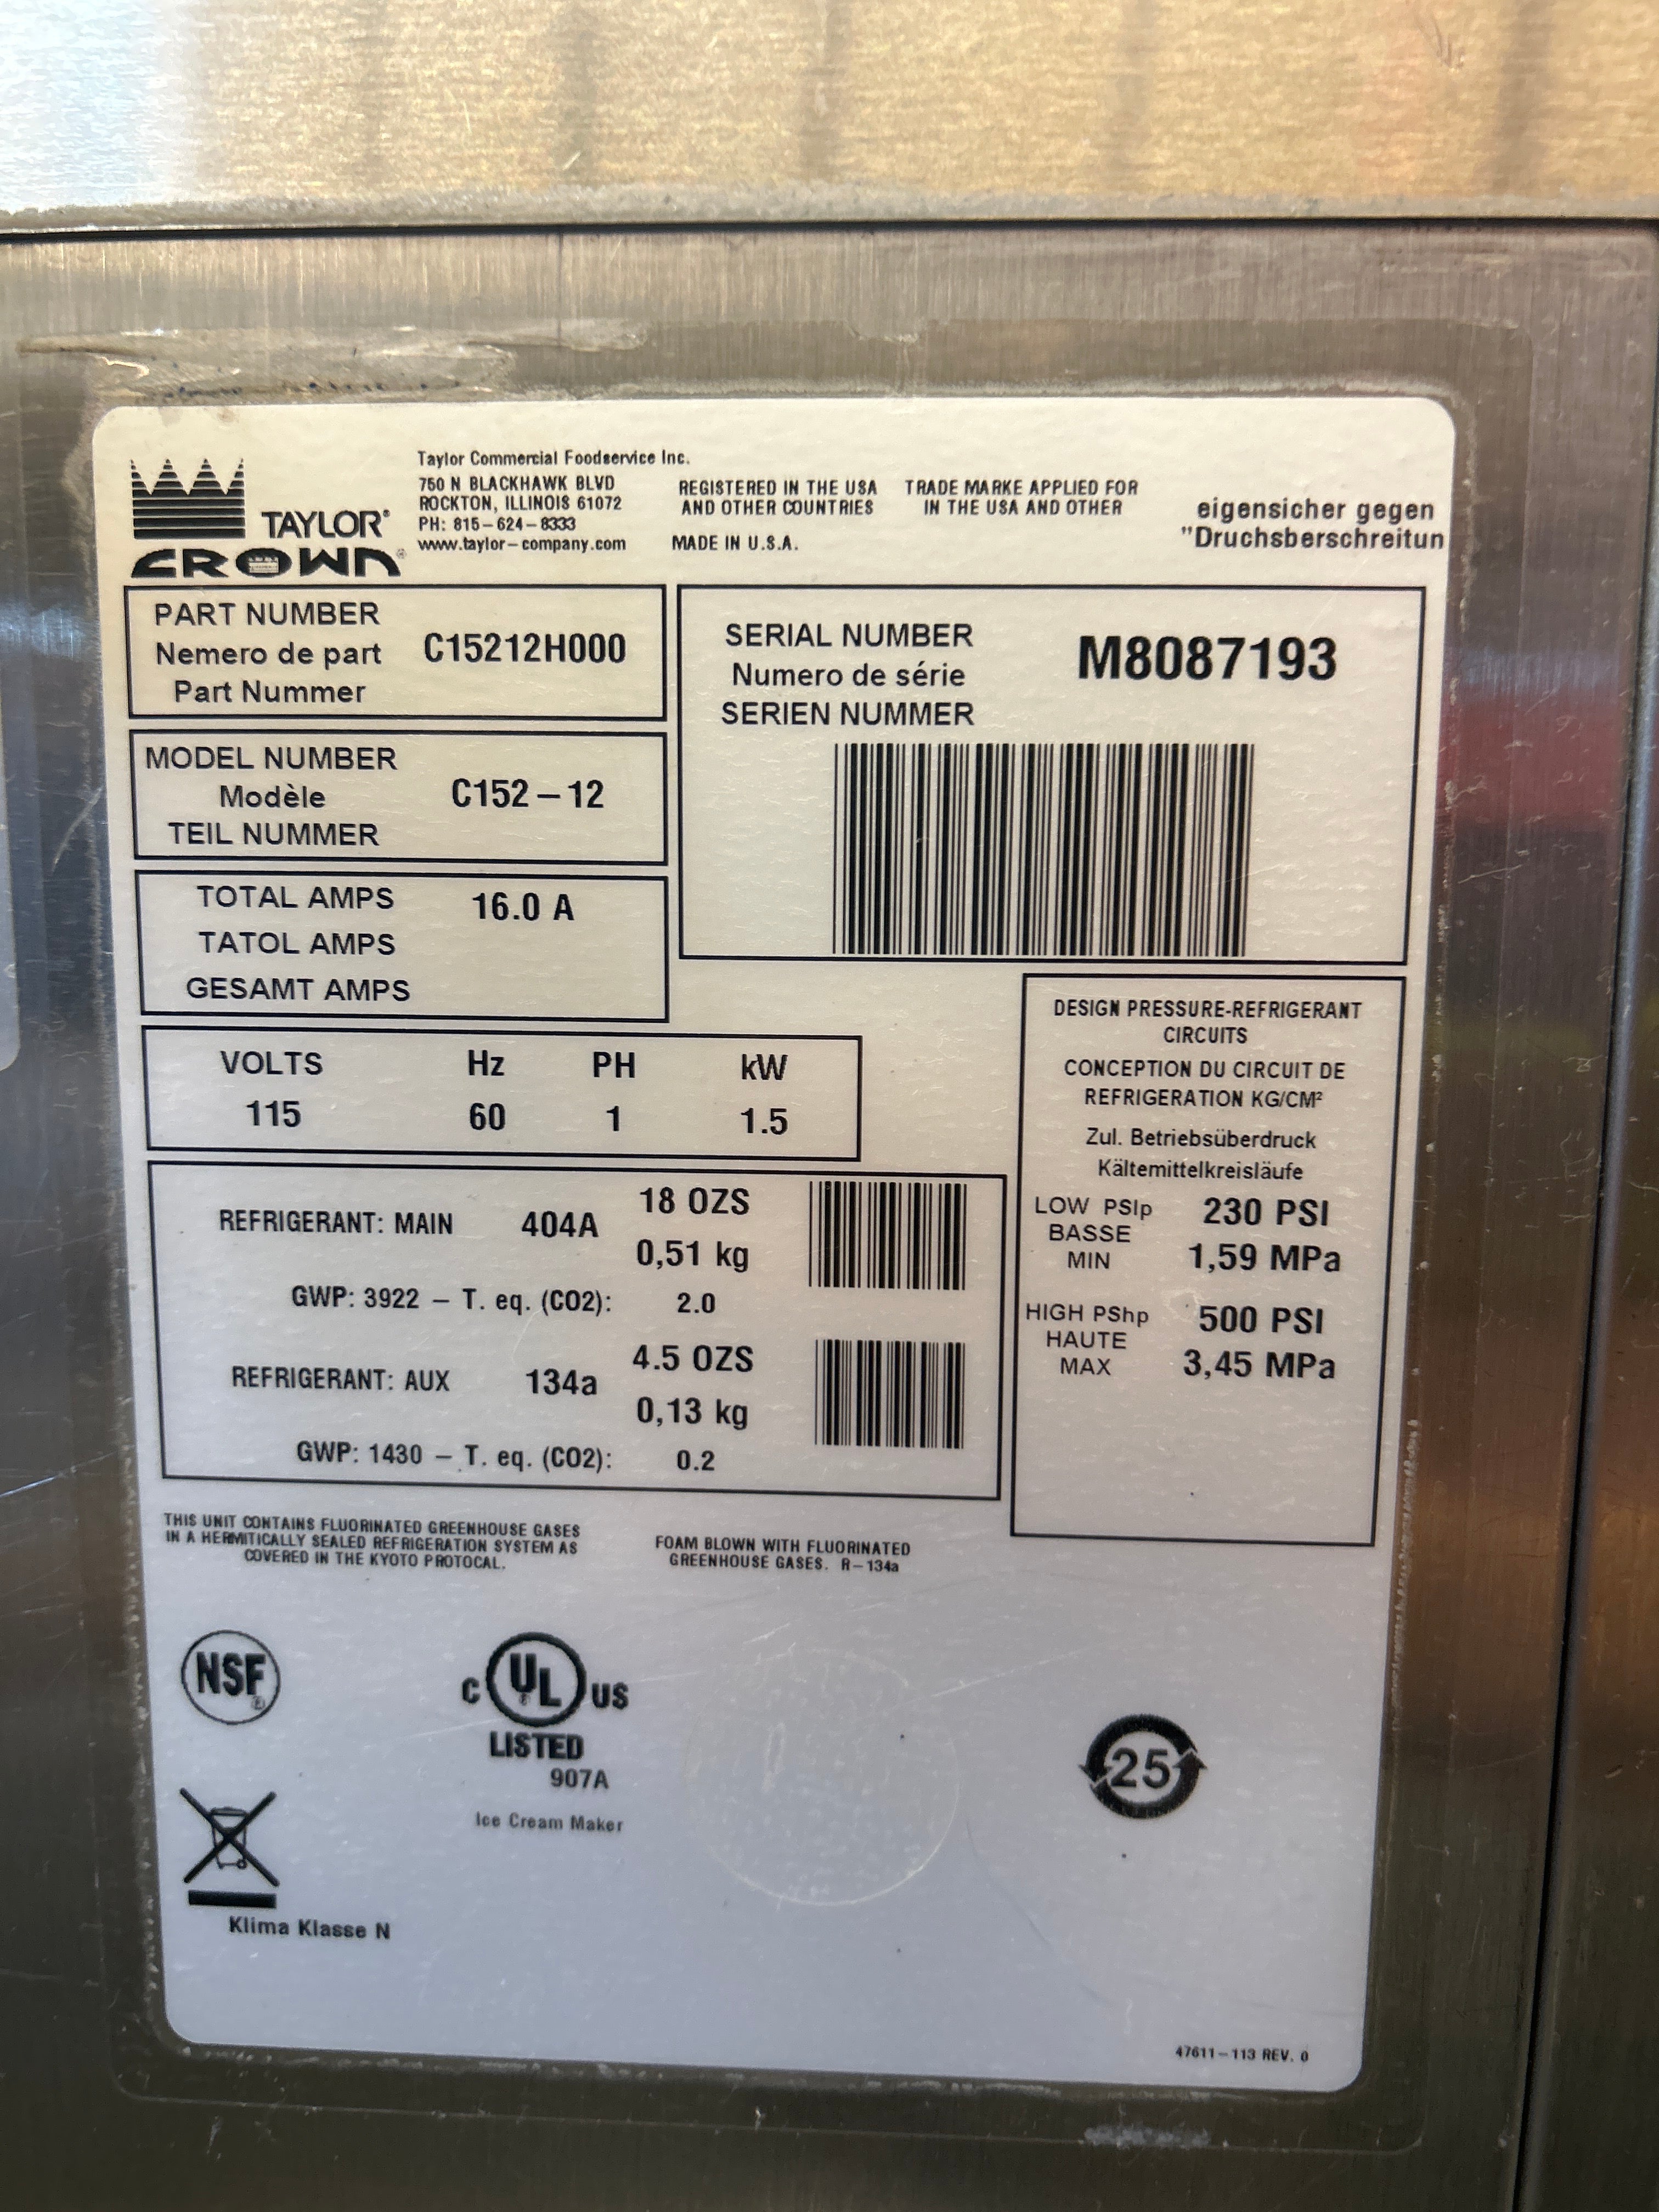 TAYLOR®
CROWN®
Taylor Commercial Foodservice Inc.
750 N BLACKHAWK BLVD
ROCKTON, ILLINOIS 61072
PH: 815-624-8333
www.taylor-company.com
REGISTERED IN THE USA
AND OTHER COUNTRIES
MADE IN U.S.A.
TRADE MARKE APPLIED FOR
IN THE USA AND OTHER
eigensicher gegen
"Druchsberschreitun
PART NUMBER
Nemero de part
Part Nummer
C15212H000
SERIAL NUMBER
Numero de série
SERIEN NUMMER
M8087193
MODEL NUMBER
Modèle
TEIL NUMMER
C152-12
TOTAL AMPS 16.0 A
TATOL AMPS
GESAMT AMPS
VOLTS Hz PH kW
115 60 1 1.5
DESIGN PRESSURE-REFRIGERANT
CIRCUITS
CONCEPTION DU CIRCUIT DE
REFRIGERATION KG/CM²
Zul. Betriebsüberdruck
Kältemittelkreisläufe
LOW PSlp 230 PSI
BASSE
MIN 1,59 MPa
HIGH PShp 500 PSI
HAUTE
MAX 3,45 MPa
REFRIGERANT: MAIN 404A 18 OZS
0,51 kg
GWP: 3922 - T. eq. (CO2): 2.0
REFRIGERANT: AUX 134a 4.5 OZS
0,13 kg
GWP: 1430 - T. eq. (CO2): 0.2
THIS UNIT CONTAINS FLUORINATED GREENHOUSE GASES
IN A HERMITICALLY SEALED REFRIGERATION SYSTEM AS
COVERED IN THE KYOTO PROTOCAL.
FOAM BLOWN WITH FLUORINATED
GREENHOUSE GASES. R-134a
NSF®
C UL® US
LISTED
907A
Ice Cream Maker
25
Klima Klasse N
47611-113 REV. 0